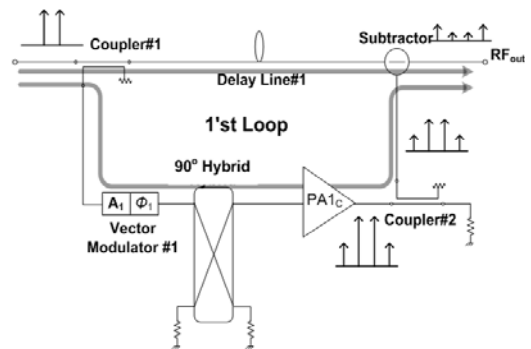 Coupler#1
Subtractor
RFout
Delay Line#1
1'st Loop
90° Hybrid
A1 Φ1
PA1C
Vector
Modulator #1
Coupler#2